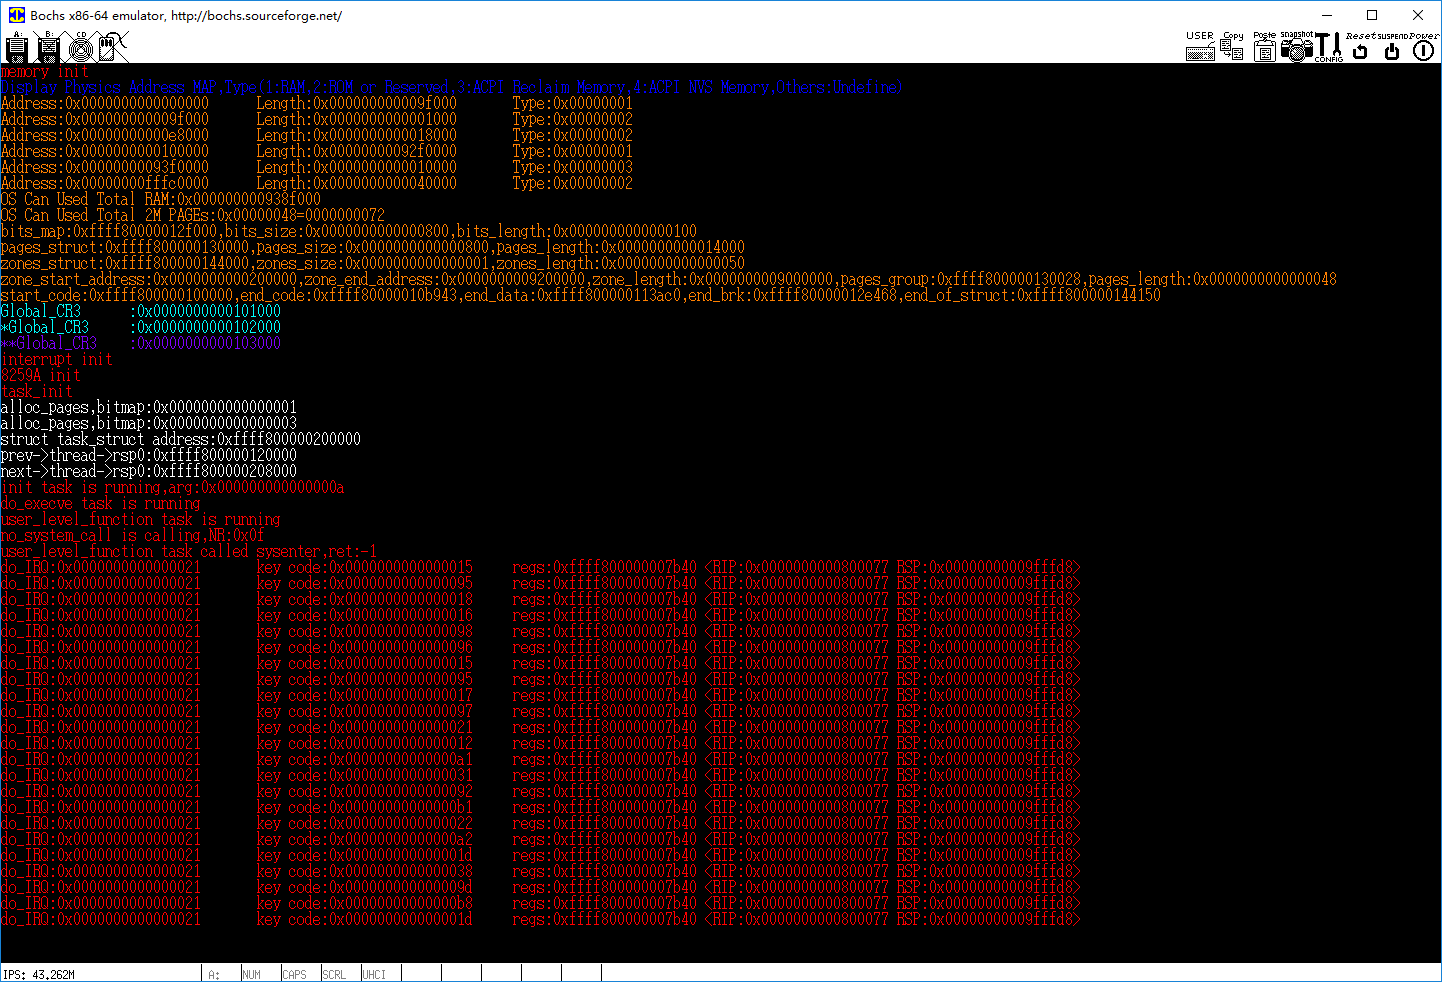 Bochs x86-64 emulator, http://bochs.sourceforge.net/
A: B: CD USER Copy Paste snapshot CONFIG Reset SUSPEND Power
memory init
Display Physics Address MAP,Type(1:RAM,2:ROM or Reserved,3:ACPI Reclaim Memory,4:ACPI NVS Memory,Others:Undefine)
Address:0x0000000000000000 Length:0x000000000009f000 Type:0x00000001
Address:0x000000000009f000 Length:0x0000000000001000 Type:0x00000002
Address:0x00000000000e8000 Length:0x0000000000018000 Type:0x00000002
Address:0x0000000000100000 Length:0x00000000092f0000 Type:0x00000001
Address:0x00000000093f0000 Length:0x0000000000010000 Type:0x00000003
Address:0x00000000fffc0000 Length:0x0000000000040000 Type:0x00000002
OS Can Used Total RAM:0x000000000938f000
OS Can Used Total 2M PAGEs:0x00000048=0000000072
bits_map:0xffff80000012f000,bits_size:0x0000000000000800,bits_length:0x0000000000000100
pages_struct:0xffff800000130000,pages_size:0x0000000000000800,pages_length:0x0000000000014000
zones_struct:0xffff800000144000,zones_size:0x0000000000000001,zones_length:0x0000000000000050
zone_start_address:0x0000000000200000,zone_end_address:0x0000000009200000,zone_length:0x0000000009000000,pages_group:0xffff800000130028,pages_length:0x0000000000000048
start_code:0xffff800000100000,end_code:0xffff80000010b943,end_data:0xffff800000113ac0,end_brk:0xffff80000012e468,end_of_struct:0xffff800000144150
Global_CR3 :0x0000000000101000
*Global_CR3 :0x0000000000102000
**Global_CR3 :0x0000000000103000
interrupt init
8259A init
task_init
alloc_pages,bitmap:0x0000000000000001
alloc_pages,bitmap:0x0000000000000003
struct task_struct address:0xffff800000200000
prev->thread->rsp0:0xffff800000120000
next->thread->rsp0:0xffff800000208000
init task is running,arg:0x000000000000000a
do_execve task is running
user_level_function task is running
no_system_call is calling,NR:0x0f
user_level_function task called sysenter,ret:-1
do_IRQ:0x0000000000000021 key code:0x0000000000000015 regs:0xffff800000007b40 <RIP:0x0000000000800077 RSP:0x00000000009fffd8>
do_IRQ:0x0000000000000021 key code:0x0000000000000095 regs:0xffff800000007b40 <RIP:0x0000000000800077 RSP:0x00000000009fffd8>
do_IRQ:0x0000000000000021 key code:0x0000000000000018 regs:0xffff800000007b40 <RIP:0x0000000000800077 RSP:0x00000000009fffd8>
do_IRQ:0x0000000000000021 key code:0x0000000000000016 regs:0xffff800000007b40 <RIP:0x0000000000800077 RSP:0x00000000009fffd8>
do_IRQ:0x0000000000000021 key code:0x0000000000000098 regs:0xffff800000007b40 <RIP:0x0000000000800077 RSP:0x00000000009fffd8>
do_IRQ:0x0000000000000021 key code:0x0000000000000096 regs:0xffff800000007b40 <RIP:0x0000000000800077 RSP:0x00000000009fffd8>
do_IRQ:0x0000000000000021 key code:0x0000000000000015 regs:0xffff800000007b40 <RIP:0x0000000000800077 RSP:0x00000000009fffd8>
do_IRQ:0x0000000000000021 key code:0x0000000000000095 regs:0xffff800000007b40 <RIP:0x0000000000800077 RSP:0x00000000009fffd8>
do_IRQ:0x0000000000000021 key code:0x0000000000000017 regs:0xffff800000007b40 <RIP:0x0000000000800077 RSP:0x00000000009fffd8>
do_IRQ:0x0000000000000021 key code:0x0000000000000097 regs:0xffff800000007b40 <RIP:0x0000000000800077 RSP:0x00000000009fffd8>
do_IRQ:0x0000000000000021 key code:0x0000000000000021 regs:0xffff800000007b40 <RIP:0x0000000000800077 RSP:0x00000000009fffd8>
do_IRQ:0x0000000000000021 key code:0x0000000000000012 regs:0xffff800000007b40 <RIP:0x0000000000800077 RSP:0x00000000009fffd8>
do_IRQ:0x0000000000000021 key code:0x00000000000000a1 regs:0xffff800000007b40 <RIP:0x0000000000800077 RSP:0x00000000009fffd8>
do_IRQ:0x0000000000000021 key code:0x0000000000000031 regs:0xffff800000007b40 <RIP:0x0000000000800077 RSP:0x00000000009fffd8>
do_IRQ:0x0000000000000021 key code:0x0000000000000092 regs:0xffff800000007b40 <RIP:0x0000000000800077 RSP:0x00000000009fffd8>
do_IRQ:0x0000000000000021 key code:0x00000000000000b1 regs:0xffff800000007b40 <RIP:0x0000000000800077 RSP:0x00000000009fffd8>
do_IRQ:0x0000000000000021 key code:0x0000000000000022 regs:0xffff800000007b40 <RIP:0x0000000000800077 RSP:0x00000000009fffd8>
do_IRQ:0x0000000000000021 key code:0x00000000000000a2 regs:0xffff800000007b40 <RIP:0x0000000000800077 RSP:0x00000000009fffd8>
do_IRQ:0x0000000000000021 key code:0x000000000000001d regs:0xffff800000007b40 <RIP:0x0000000000800077 RSP:0x00000000009fffd8>
do_IRQ:0x0000000000000021 key code:0x0000000000000038 regs:0xffff800000007b40 <RIP:0x0000000000800077 RSP:0x00000000009fffd8>
do_IRQ:0x0000000000000021 key code:0x000000000000009d regs:0xffff800000007b40 <RIP:0x0000000000800077 RSP:0x00000000009fffd8>
do_IRQ:0x0000000000000021 key code:0x00000000000000b8 regs:0xffff800000007b40 <RIP:0x0000000000800077 RSP:0x00000000009fffd8>
do_IRQ:0x0000000000000021 key code:0x000000000000001d regs:0xffff800000007b40 <RIP:0x0000000000800077 RSP:0x00000000009fffd8>
IPS: 43.262M A: NUM CAPS SCRL UHCI